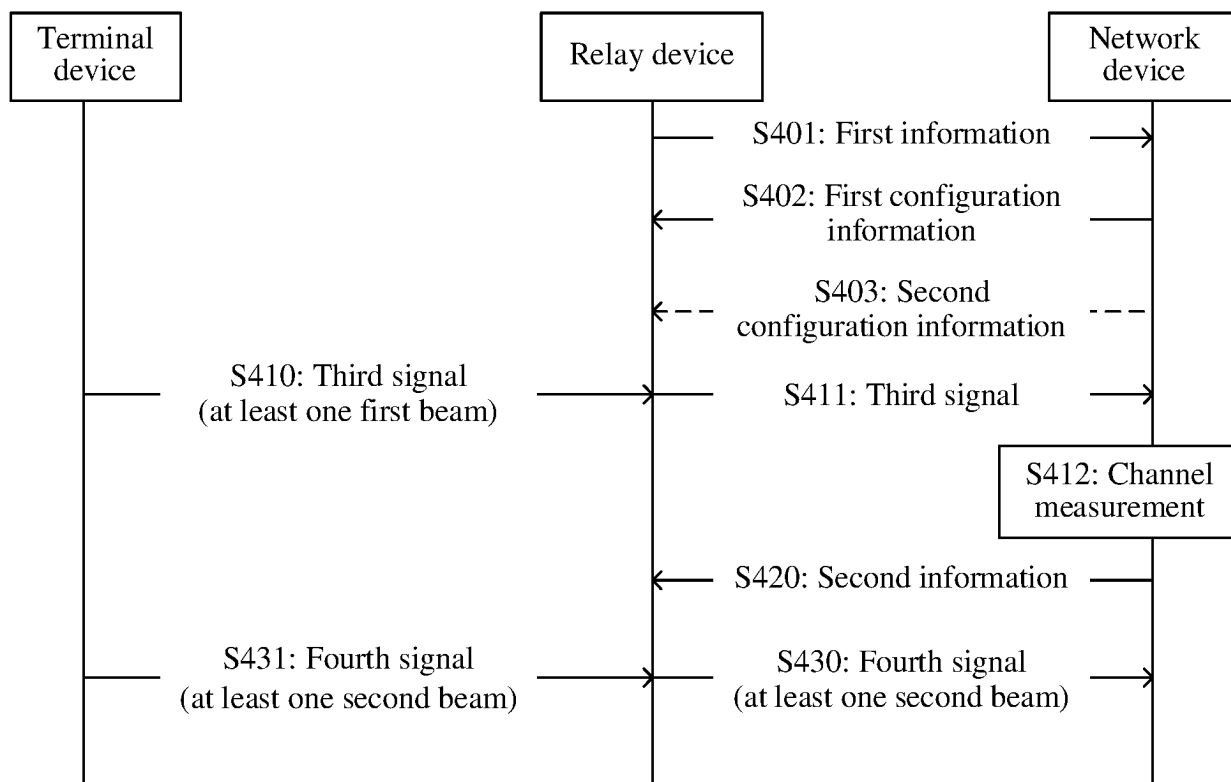 Terminal
device
Relay device
Network
device
S401: First information
S402: First configuration
information
S403: Second
configuration information
S410: Third signal
(at least one first beam)
S411: Third signal
S412: Channel
measurement
S420: Second information
S431: Fourth signal
(at least one second beam)
S430: Fourth signal
(at least one second beam)